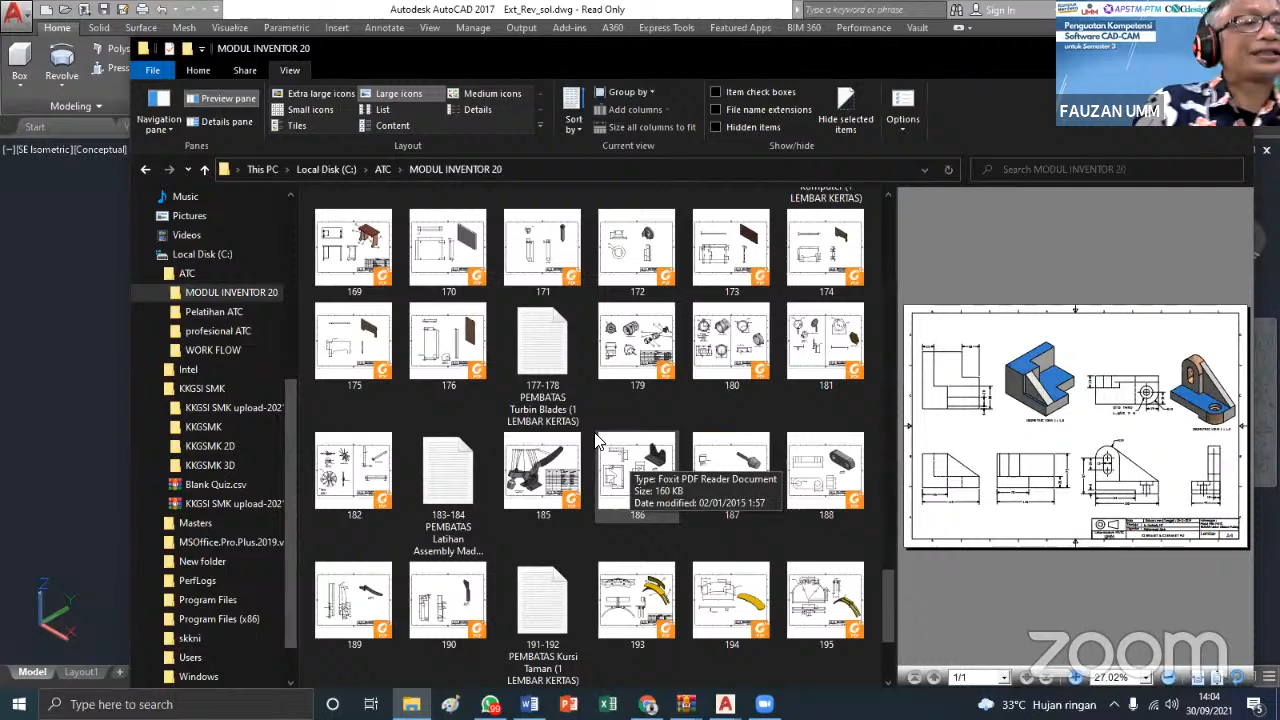 Autodesk AutoCAD 2017 Ext_Rev_sol.dwg - Read Only
Type a keyword or phrase
Sign In
Home Solid Surface Mesh Visualize Parametric Insert Annotate View Manage Output Add-ins A360 Express Tools Featured Apps BIM 360 Performance Vault
Box
Revolve
Modeling
Start
[–][SE Isometric][Conceptual]
MODUL INVENTOR 20
File Home Share View
Navigation pane
Preview pane
Details pane
Panes
Extra large icons Large icons Medium icons
Small icons List Details
Tiles Content
Layout
Sort by
Group by
Add columns
Size all columns to fit
Current view
Item check boxes
File name extensions
Hidden items
Hide selected items
Options
Show/hide
This PC > Local Disk (C:) > ATC > MODUL INVENTOR 20
Search MODUL INVENTOR 20
Music
Pictures
Videos
Local Disk (C:)
ATC
MODUL INVENTOR 20
Pelatihan ATC
profesional ATC
WORK FLOW
Intel
KKGSI SMK
KKGSI SMK upload-202
KKGSMK
KKGSMK 2D
KKGSMK 3D
Blank Quiz.csv
KKGSI SMK upload-202
Masters
MSOffice.Pro.Plus.2019.v
New folder
PerfLogs
Program Files
Program Files (x86)
skkni
Users
Windows
Komputer (1
LEMBAR KERTAS)
169 170 171 172 173 174
175 176
177-178
PEMBATAS
Turbin Blades (1
LEMBAR KERTAS)
179 180 181
182
183-184
PEMBATAS
Latihan
Assembly Mad...
185 186 187 188
Type: Foxit PDF Reader Document
Size: 160 KB
Date modified: 02/01/2015 1:57
189 190
191-192
PEMBATAS Kursi
Taman (1
LEMBAR KERTAS)
193 194 195
Z
Y
X
Model Layout1 +
1/1
27.02%
zoom
UMM APSTM-PTM
Penguatan Kompetensi
Software CAD-CAM
untuk Semester 3
FAUZAN UMM
Type here to search
99
33°C Hujan ringan
14:04
30/09/2021
5